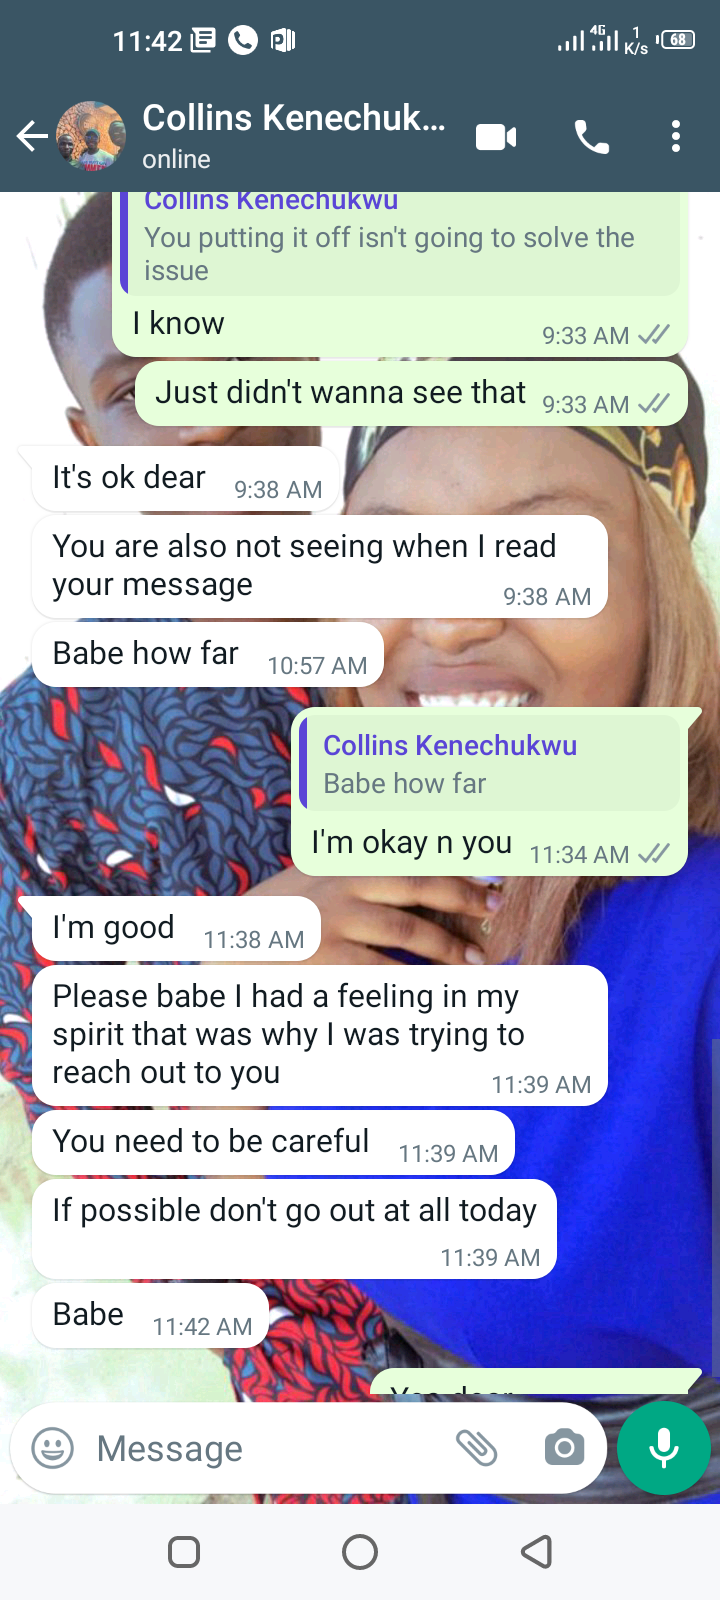 11:42
4G
1
K/s
68
Collins Kenechuk...
online
Collins Kenechukwu
You putting it off isn't going to solve the
issue
I know
9:33 AM
Just didn't wanna see that
9:33 AM
It's ok dear
9:38 AM
You are also not seeing when I read
your message
9:38 AM
Babe how far
10:57 AM
Collins Kenechukwu
Babe how far
I'm okay n you
11:34 AM
I'm good
11:38 AM
Please babe I had a feeling in my
spirit that was why I was trying to
reach out to you
11:39 AM
You need to be careful
11:39 AM
If possible don't go out at all today
11:39 AM
Babe
11:42 AM
Yes dear
Message